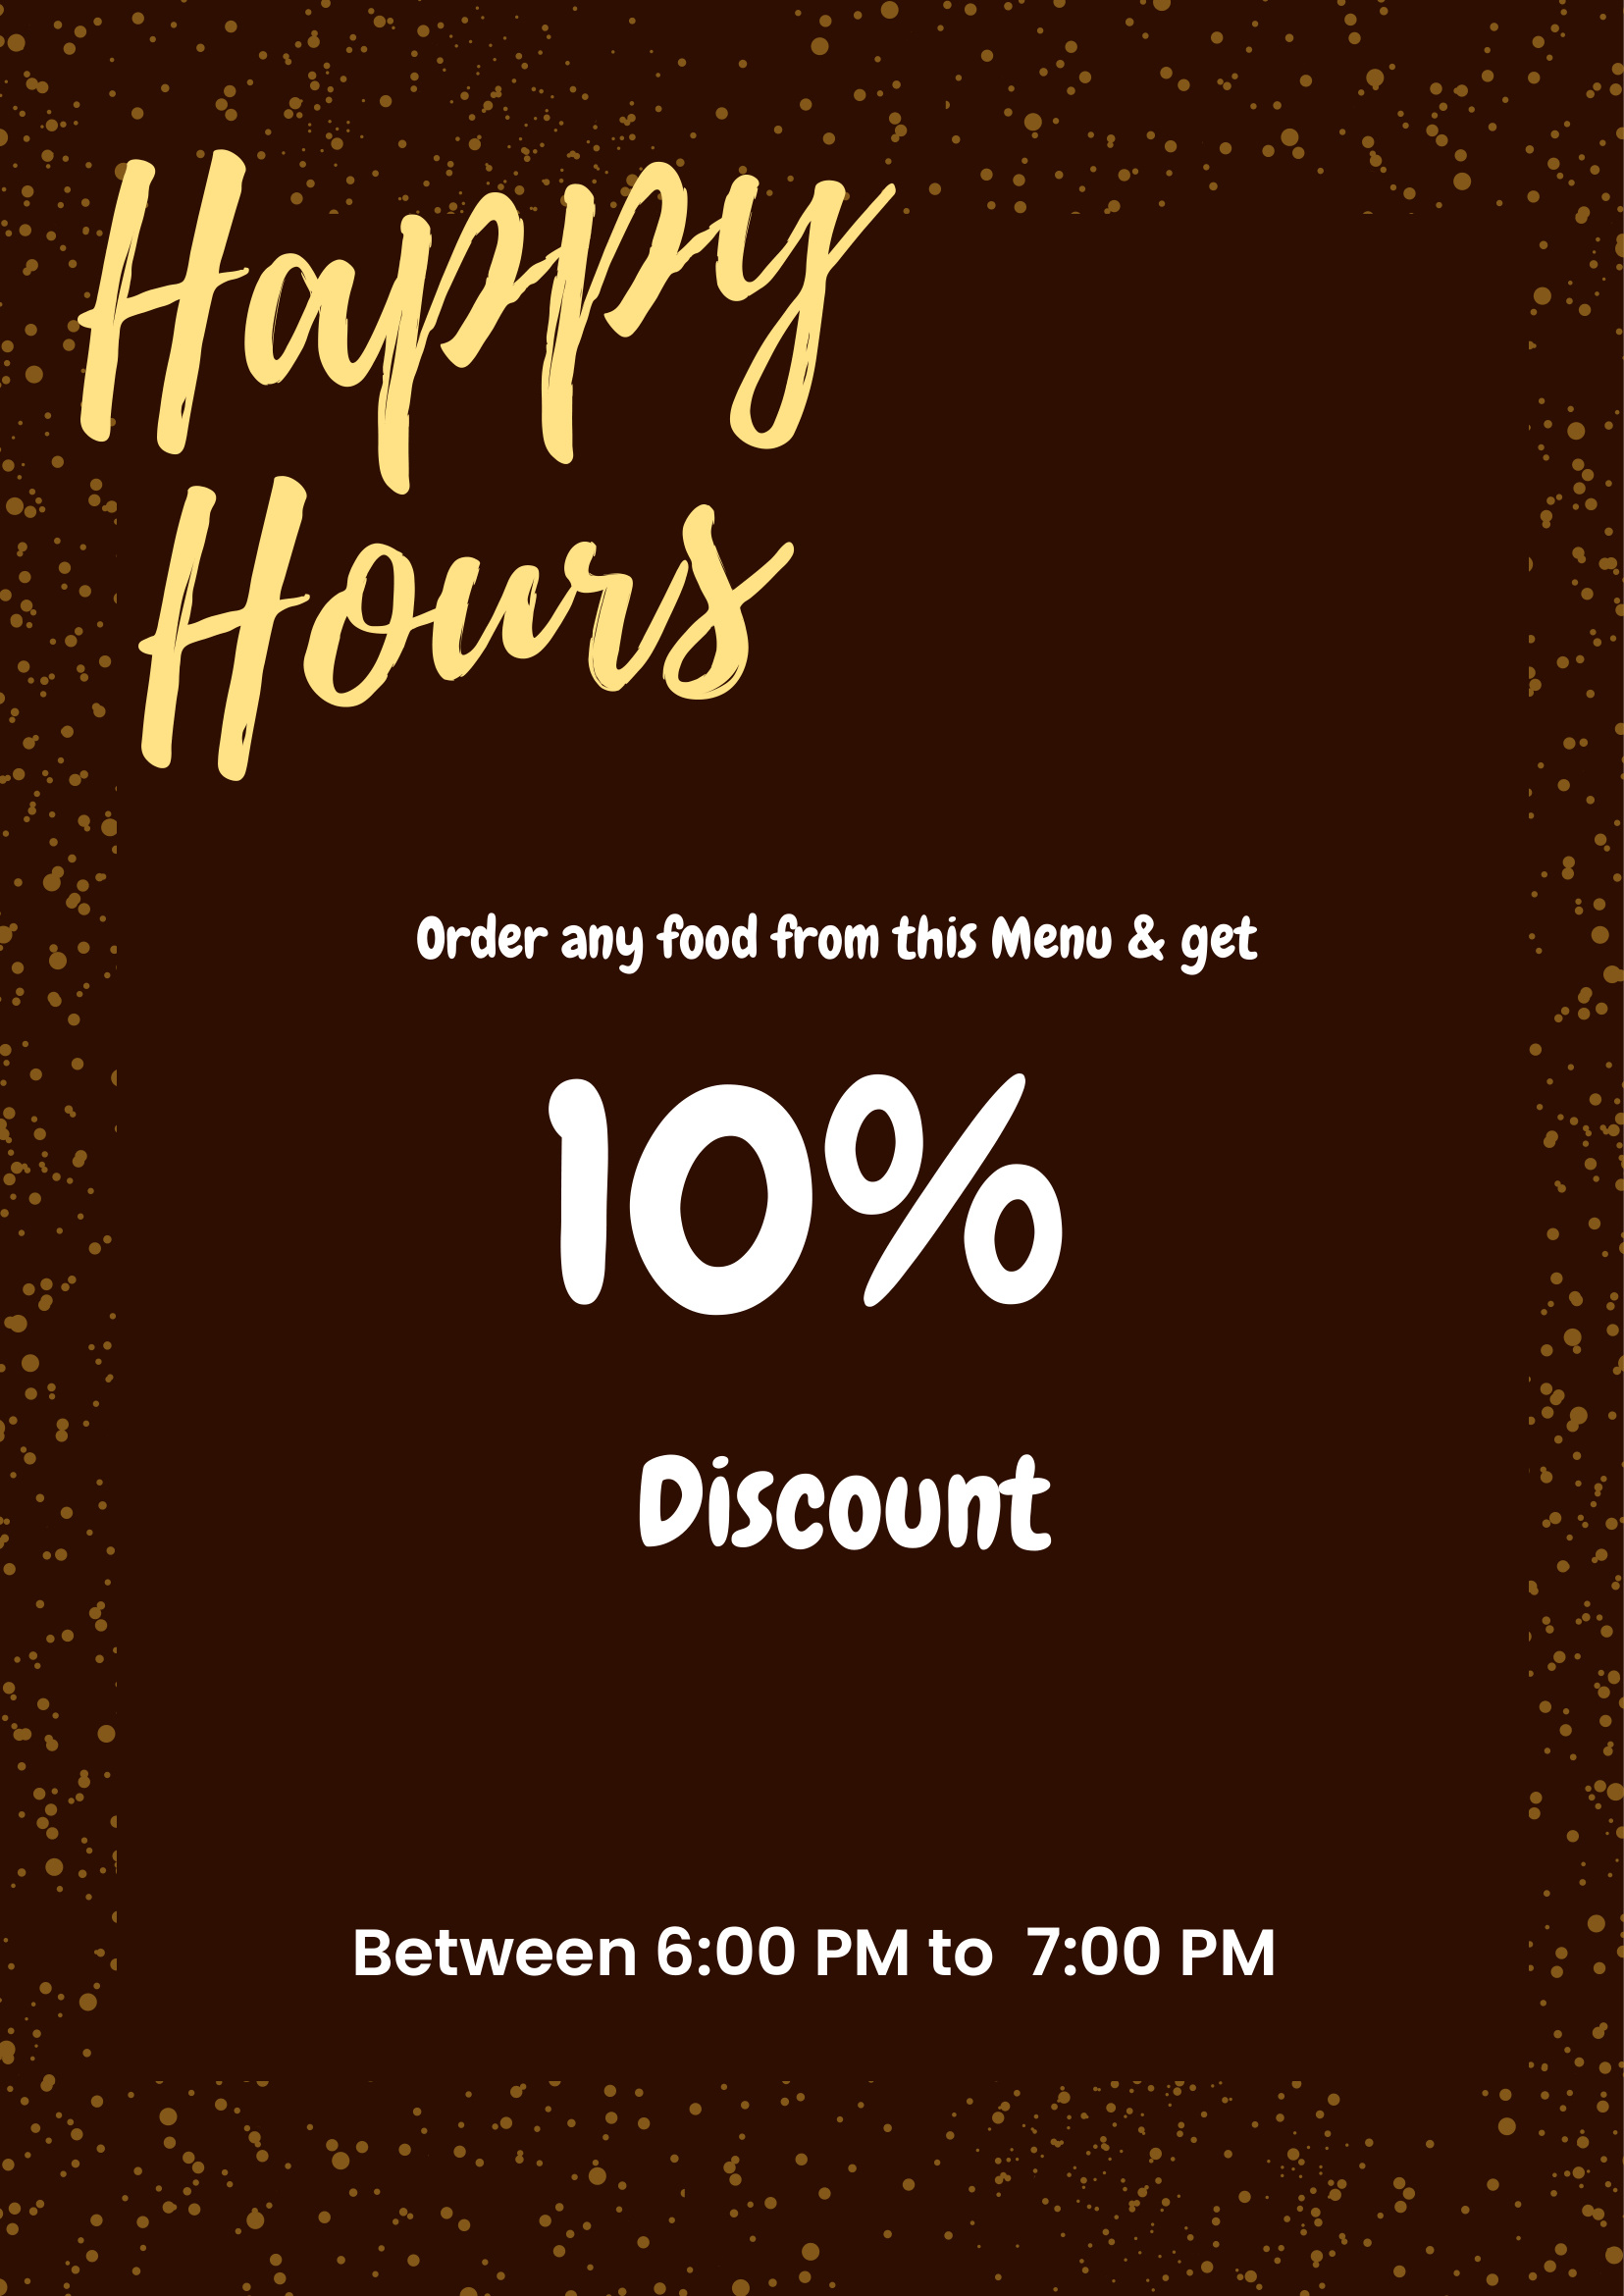 Happy
Hours
Order any food from this Menu & get
10%
Discount
Between 6:00 PM to  7:00 PM